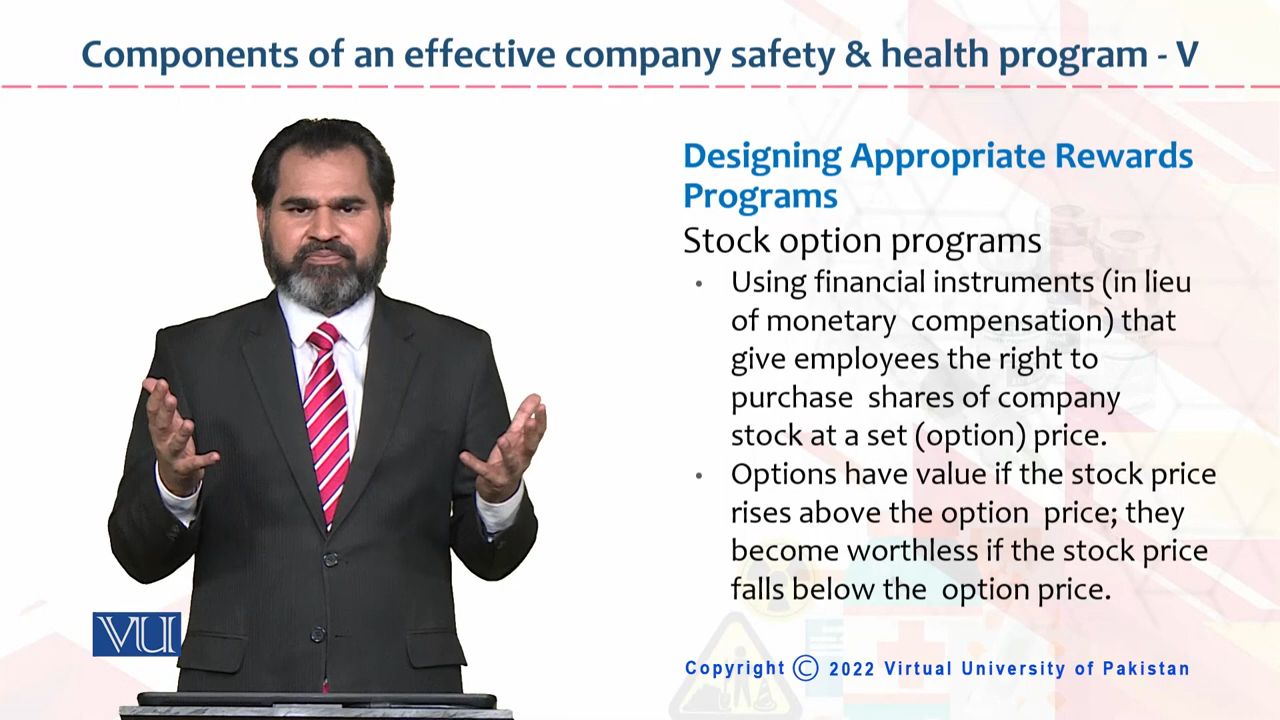 Components of an effective company safety & health program - V
Designing Appropriate Rewards
Programs
Stock option programs
• Using financial instruments (in lieu
of monetary compensation) that
give employees the right to
purchase shares of company
stock at a set (option) price.
• Options have value if the stock price
rises above the option price; they
become worthless if the stock price
falls below the option price.
VU
Copyright © 2022 Virtual University of Pakistan